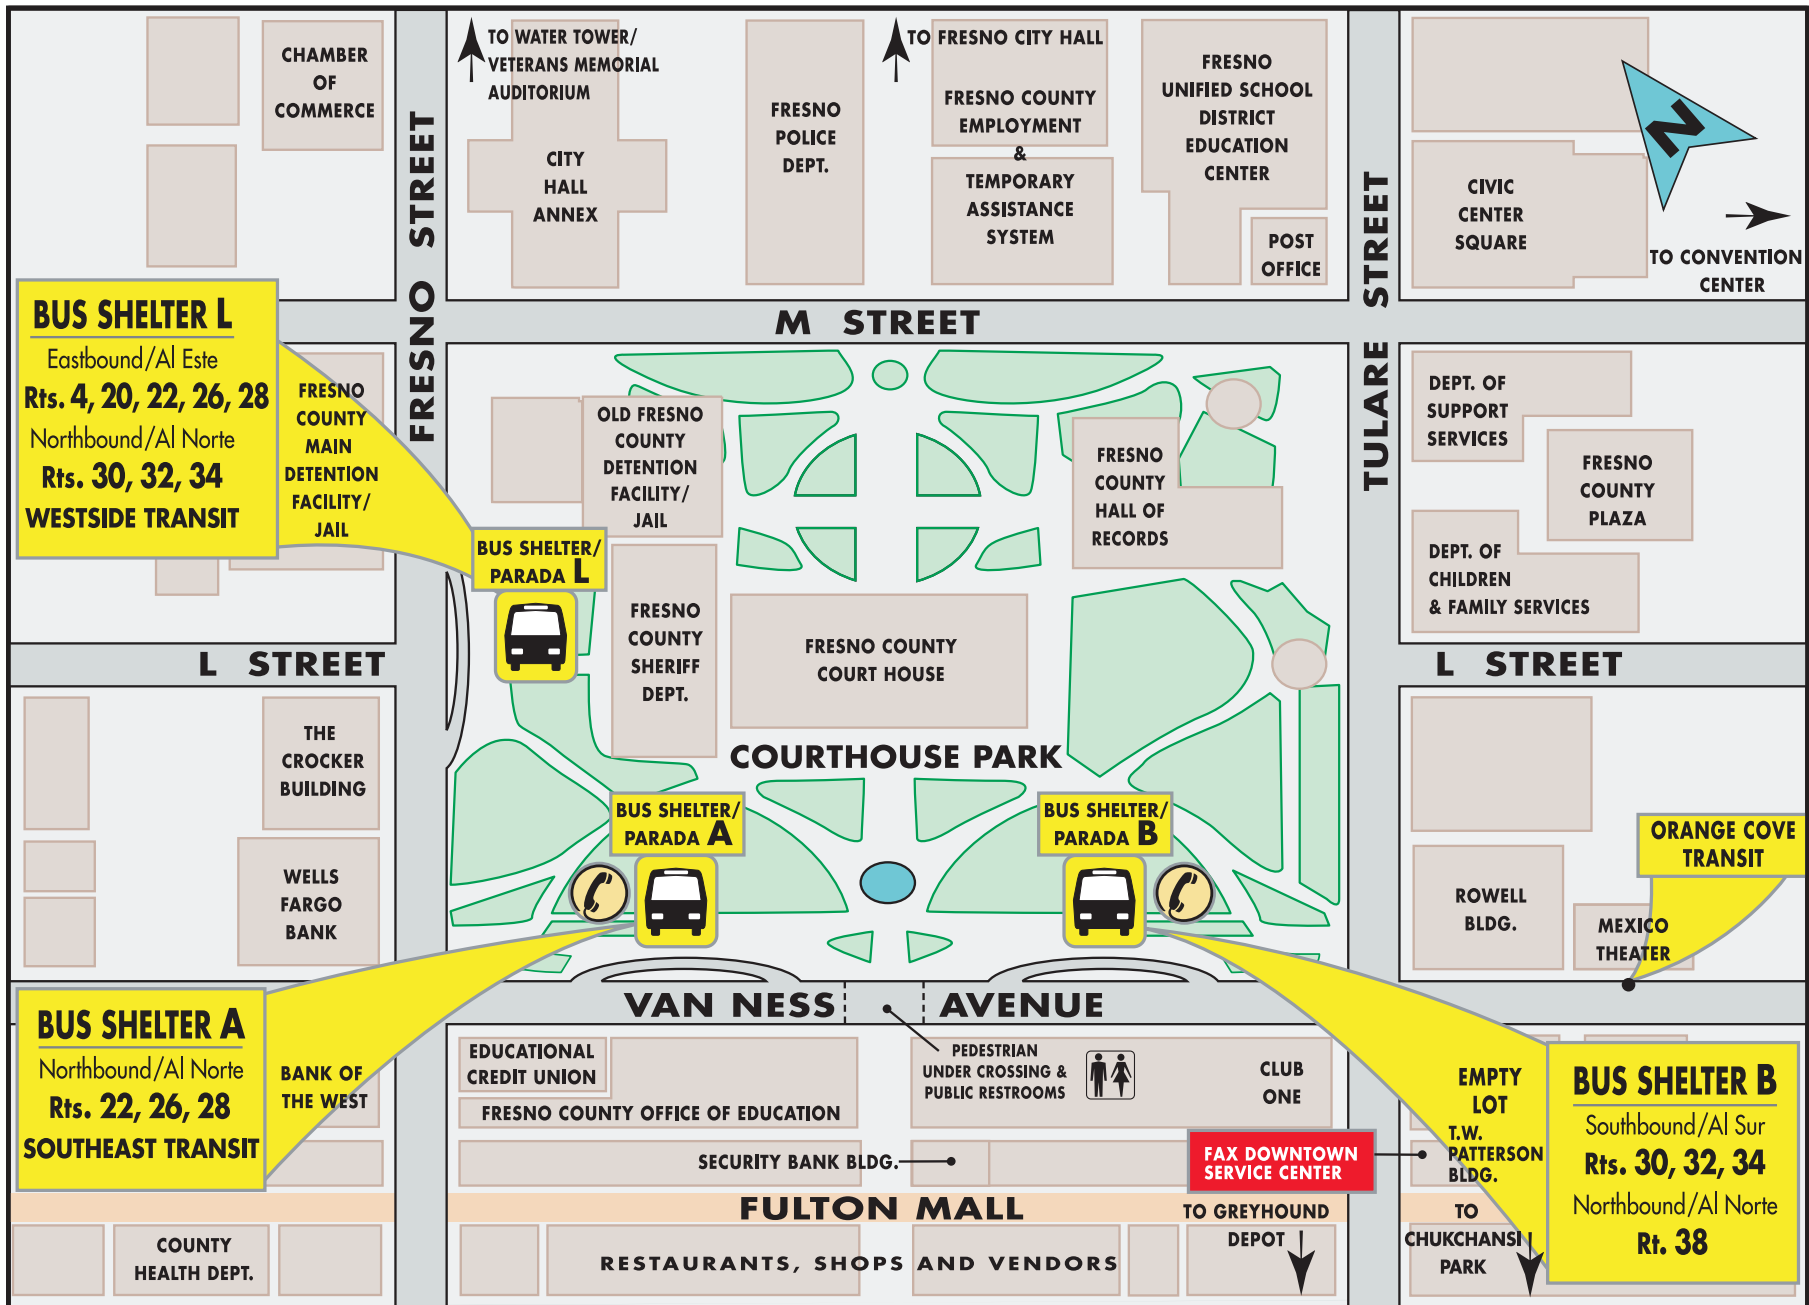 CHAMBER
OF
COMMERCE
FRESNO STREET
TO WATER TOWER/
VETERANS MEMORIAL
AUDITORIUM
CITY
HALL
ANNEX
FRESNO
POLICE
DEPT.
TO FRESNO CITY HALL
FRESNO COUNTY
EMPLOYMENT
&
TEMPORARY
ASSISTANCE
SYSTEM
FRESNO
UNIFIED SCHOOL
DISTRICT
EDUCATION
CENTER
POST
OFFICE
TULARE STREET
N
CIVIC
CENTER
SQUARE
TO CONVENTION
CENTER
M STREET
BUS SHELTER L
Eastbound/Al Este
Rts. 4, 20, 22, 26, 28
Northbound/Al Norte
Rts. 30, 32, 34
WESTSIDE TRANSIT
FRESNO
COUNTY
MAIN
DETENTION
FACILITY/
JAIL
OLD FRESNO
COUNTY
DETENTION
FACILITY/
JAIL
BUS SHELTER/
PARADA L
FRESNO
COUNTY
SHERIFF
DEPT.
FRESNO COUNTY
COURT HOUSE
FRESNO
COUNTY
HALL OF
RECORDS
DEPT. OF
SUPPORT
SERVICES
FRESNO
COUNTY
PLAZA
DEPT. OF
CHILDREN
& FAMILY SERVICES
L STREET
L STREET
THE
CROCKER
BUILDING
WELLS
FARGO
BANK
COURTHOUSE PARK
BUS SHELTER/
PARADA A
BUS SHELTER/
PARADA B
ORANGE COVE
TRANSIT
ROWELL
BLDG.
MEXICO
THEATER
VAN NESS AVENUE
BUS SHELTER A
Northbound/Al Norte
Rts. 22, 26, 28
SOUTHEAST TRANSIT
BANK OF
THE WEST
EDUCATIONAL
CREDIT UNION
FRESNO COUNTY OFFICE OF EDUCATION
PEDESTRIAN
UNDER CROSSING &
PUBLIC RESTROOMS
CLUB
ONE
EMPTY
LOT
T.W.
PATTERSON
BLDG.
BUS SHELTER B
Southbound/Al Sur
Rts. 30, 32, 34
Northbound/Al Norte
Rt. 38
SECURITY BANK BLDG.
FAX DOWNTOWN
SERVICE CENTER
FULTON MALL
TO GREYHOUND
DEPOT
TO
CHUKCHANSI
PARK
COUNTY
HEALTH DEPT.
RESTAURANTS, SHOPS AND VENDORS